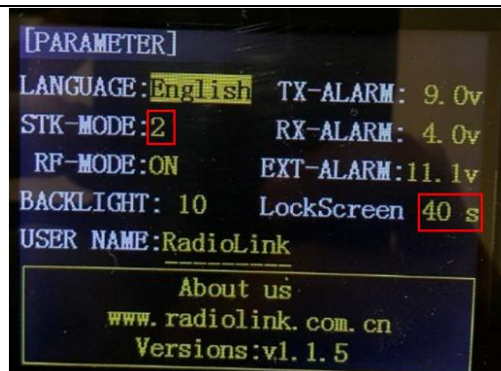 [PARAMETER]
LANGUAGE:English TX-ALARM: 9.0v
STK-MODE:2 RX-ALARM: 4.0v
RF-MODE:ON EXT-ALARM:11.1v
BACKLIGHT: 10 LockScreen 40 s
USER NAME:RadioLink
About us
www.radiolink.com.cn
Versions:v1.1.5